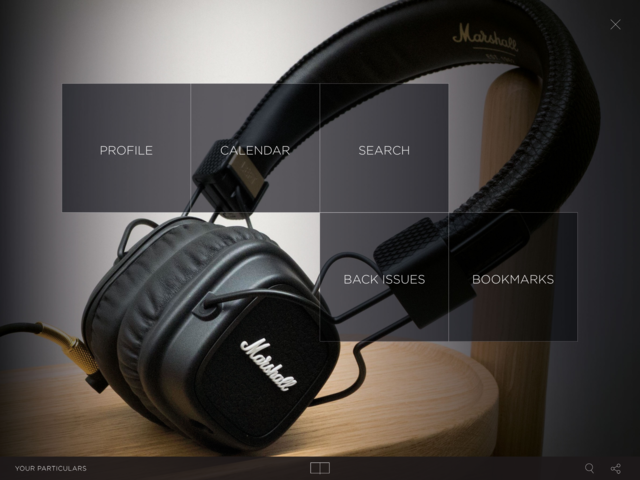 Marshall
PROFILE
CALENDAR
SEARCH
BACK ISSUES
BOOKMARKS
Marshall
YOUR PARTICULARS